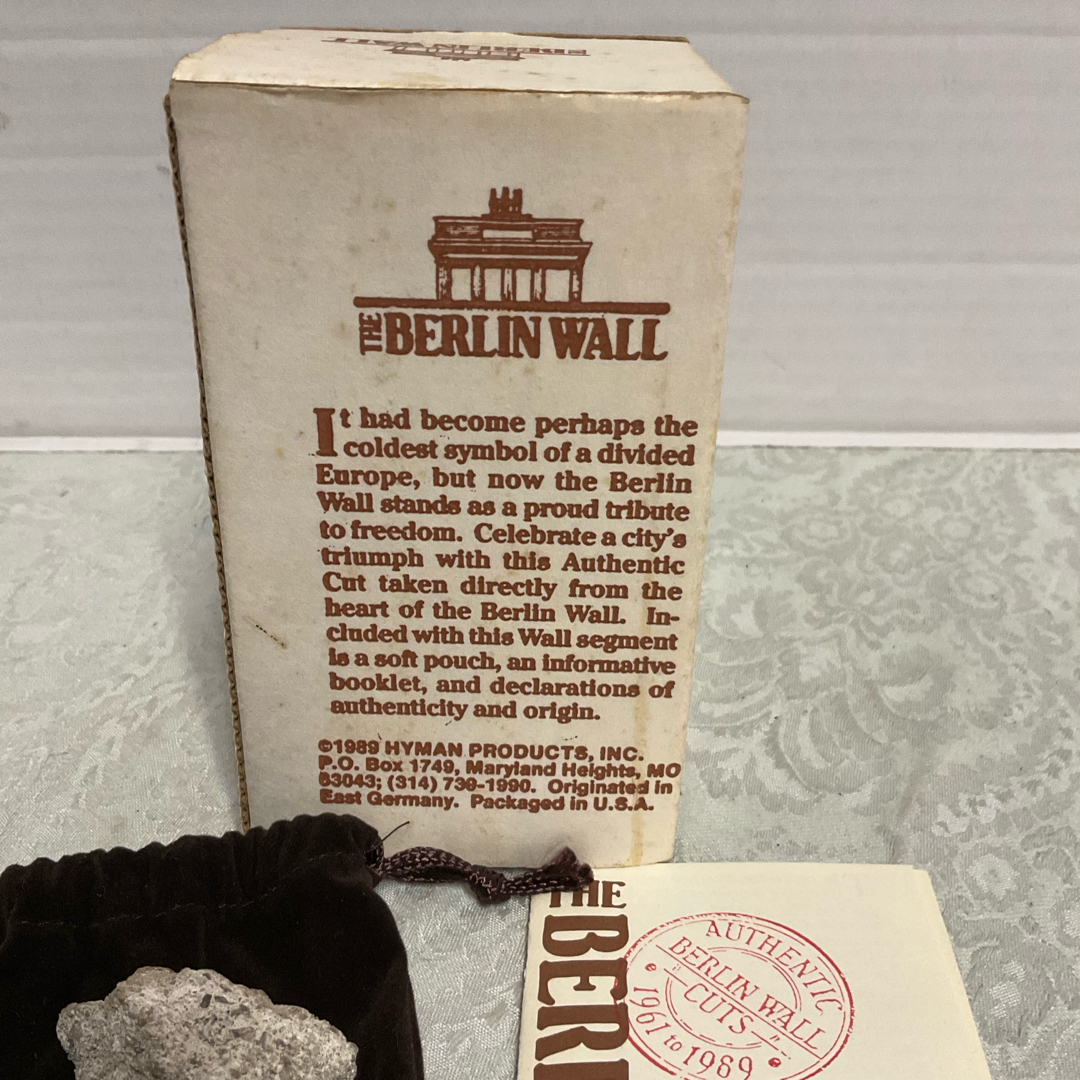 THE BERLIN WALL
THE BERLIN WALL
It had become perhaps the
coldest symbol of a divided
Europe, but now the Berlin
Wall stands as a proud tribute
to freedom. Celebrate a city's
triumph with this Authentic
Cut taken directly from the
heart of the Berlin Wall. In-
cluded with this Wall segment
is a soft pouch, an informative
booklet, and declarations of
authenticity and origin.
©1989 HYMAN PRODUCTS, INC.
P.O. Box 1749, Maryland Heights, MO
63043; (314) 739-1990. Originated in
East Germany. Packaged in U.S.A.
THE
BERL
AUTHENTIC
BERLIN WALL
"CUTS"
1961 to 1989